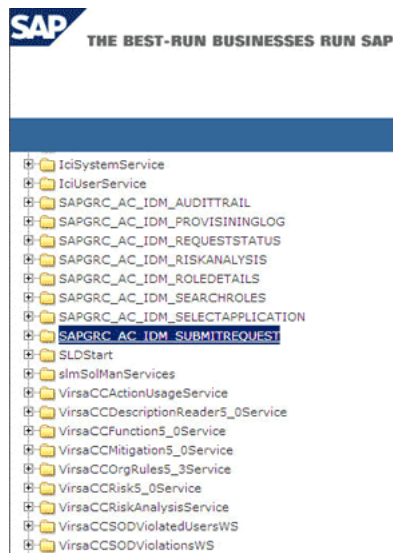 SAP
THE BEST-RUN BUSINESSES RUN SAP
IciSystemService
IciUserService
SAPGRC_AC_IDM_AUDITTRAIL
SAPGRC_AC_IDM_PROVISININGLOG
SAPGRC_AC_IDM_REQUESTSTATUS
SAPGRC_AC_IDM_RISKANALYSIS
SAPGRC_AC_IDM_ROLEDETAILS
SAPGRC_AC_IDM_SEARCHROLES
SAPGRC_AC_IDM_SELECTAPPLICATION
SAPGRC_AC_IDM_SUBMITREQUEST
SLDStart
slmSolManServices
VirsaCCActionUsageService
VirsaCCDescriptionReader5_0Service
VirsaCCFunction5_0Service
VirsaCCMitigation5_0Service
VirsaCCOrgRules5_3Service
VirsaCCRisk5_0Service
VirsaCCRiskAnalysisService
VirsaCCSODViolatedUsersWS
VirsaCCSODViolationsWS